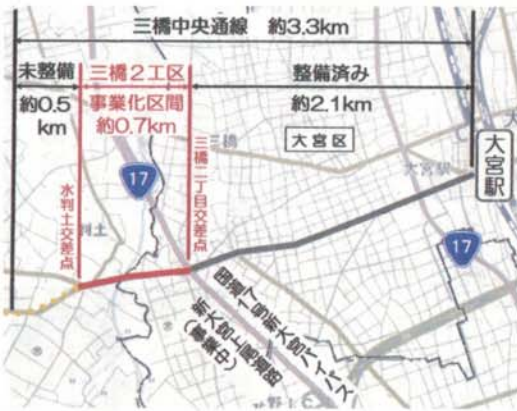 三橋中央通線 約3.3km
未整備
約0.5
km
三橋2工区
事業化区間
約0.7km
整備済み
約2.1km
大宮区
三橋
大宮駅
大宮駅
17
17
水判土交差点
三橋二丁目交差点
判土
国道17号新大宮バイパス
新大宮上尾道路
(事業中)